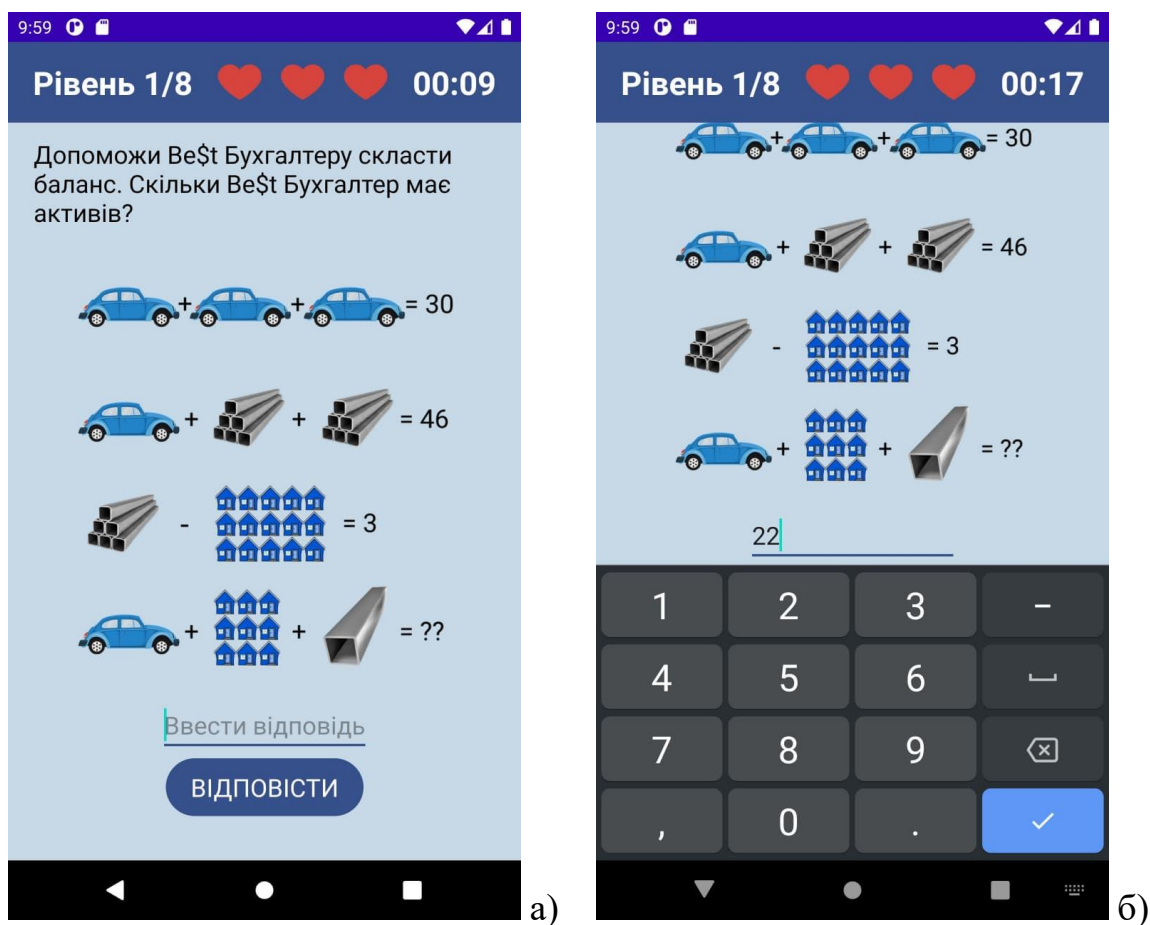 9:59
Рівень 1/8 00:09
Допоможи Be$t Бухгалтеру скласти
баланс. Скільки Be$t Бухгалтер має
активів?
+ + = 30
+ + = 46
- = 3
+ + = ??
Ввести відповідь
ВІДПОВІСТИ
а)
9:59
Рівень 1/8 00:17
+ + = 30
+ + = 46
- = 3
+ + = ??
22
1 2 3 –
4 5 6
7 8 9
, 0 .
б)